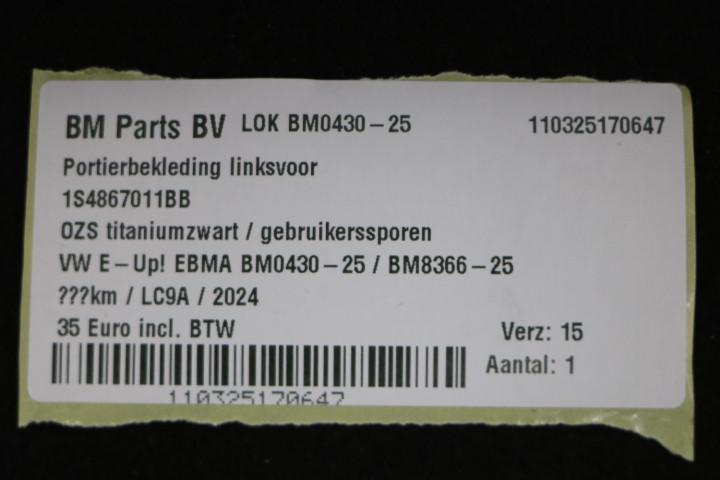 BM Parts BV LOK BM0430-25 110325170647
Portierbekleding linksvoor
1S4867011BB
OZS titaniumzwart / gebruikerssporen
VW E-Up! EBMA BM0430-25 / BM8366-25
???km / LC9A / 2024
35 Euro incl. BTW Verz: 15
Aantal: 1
110325170647